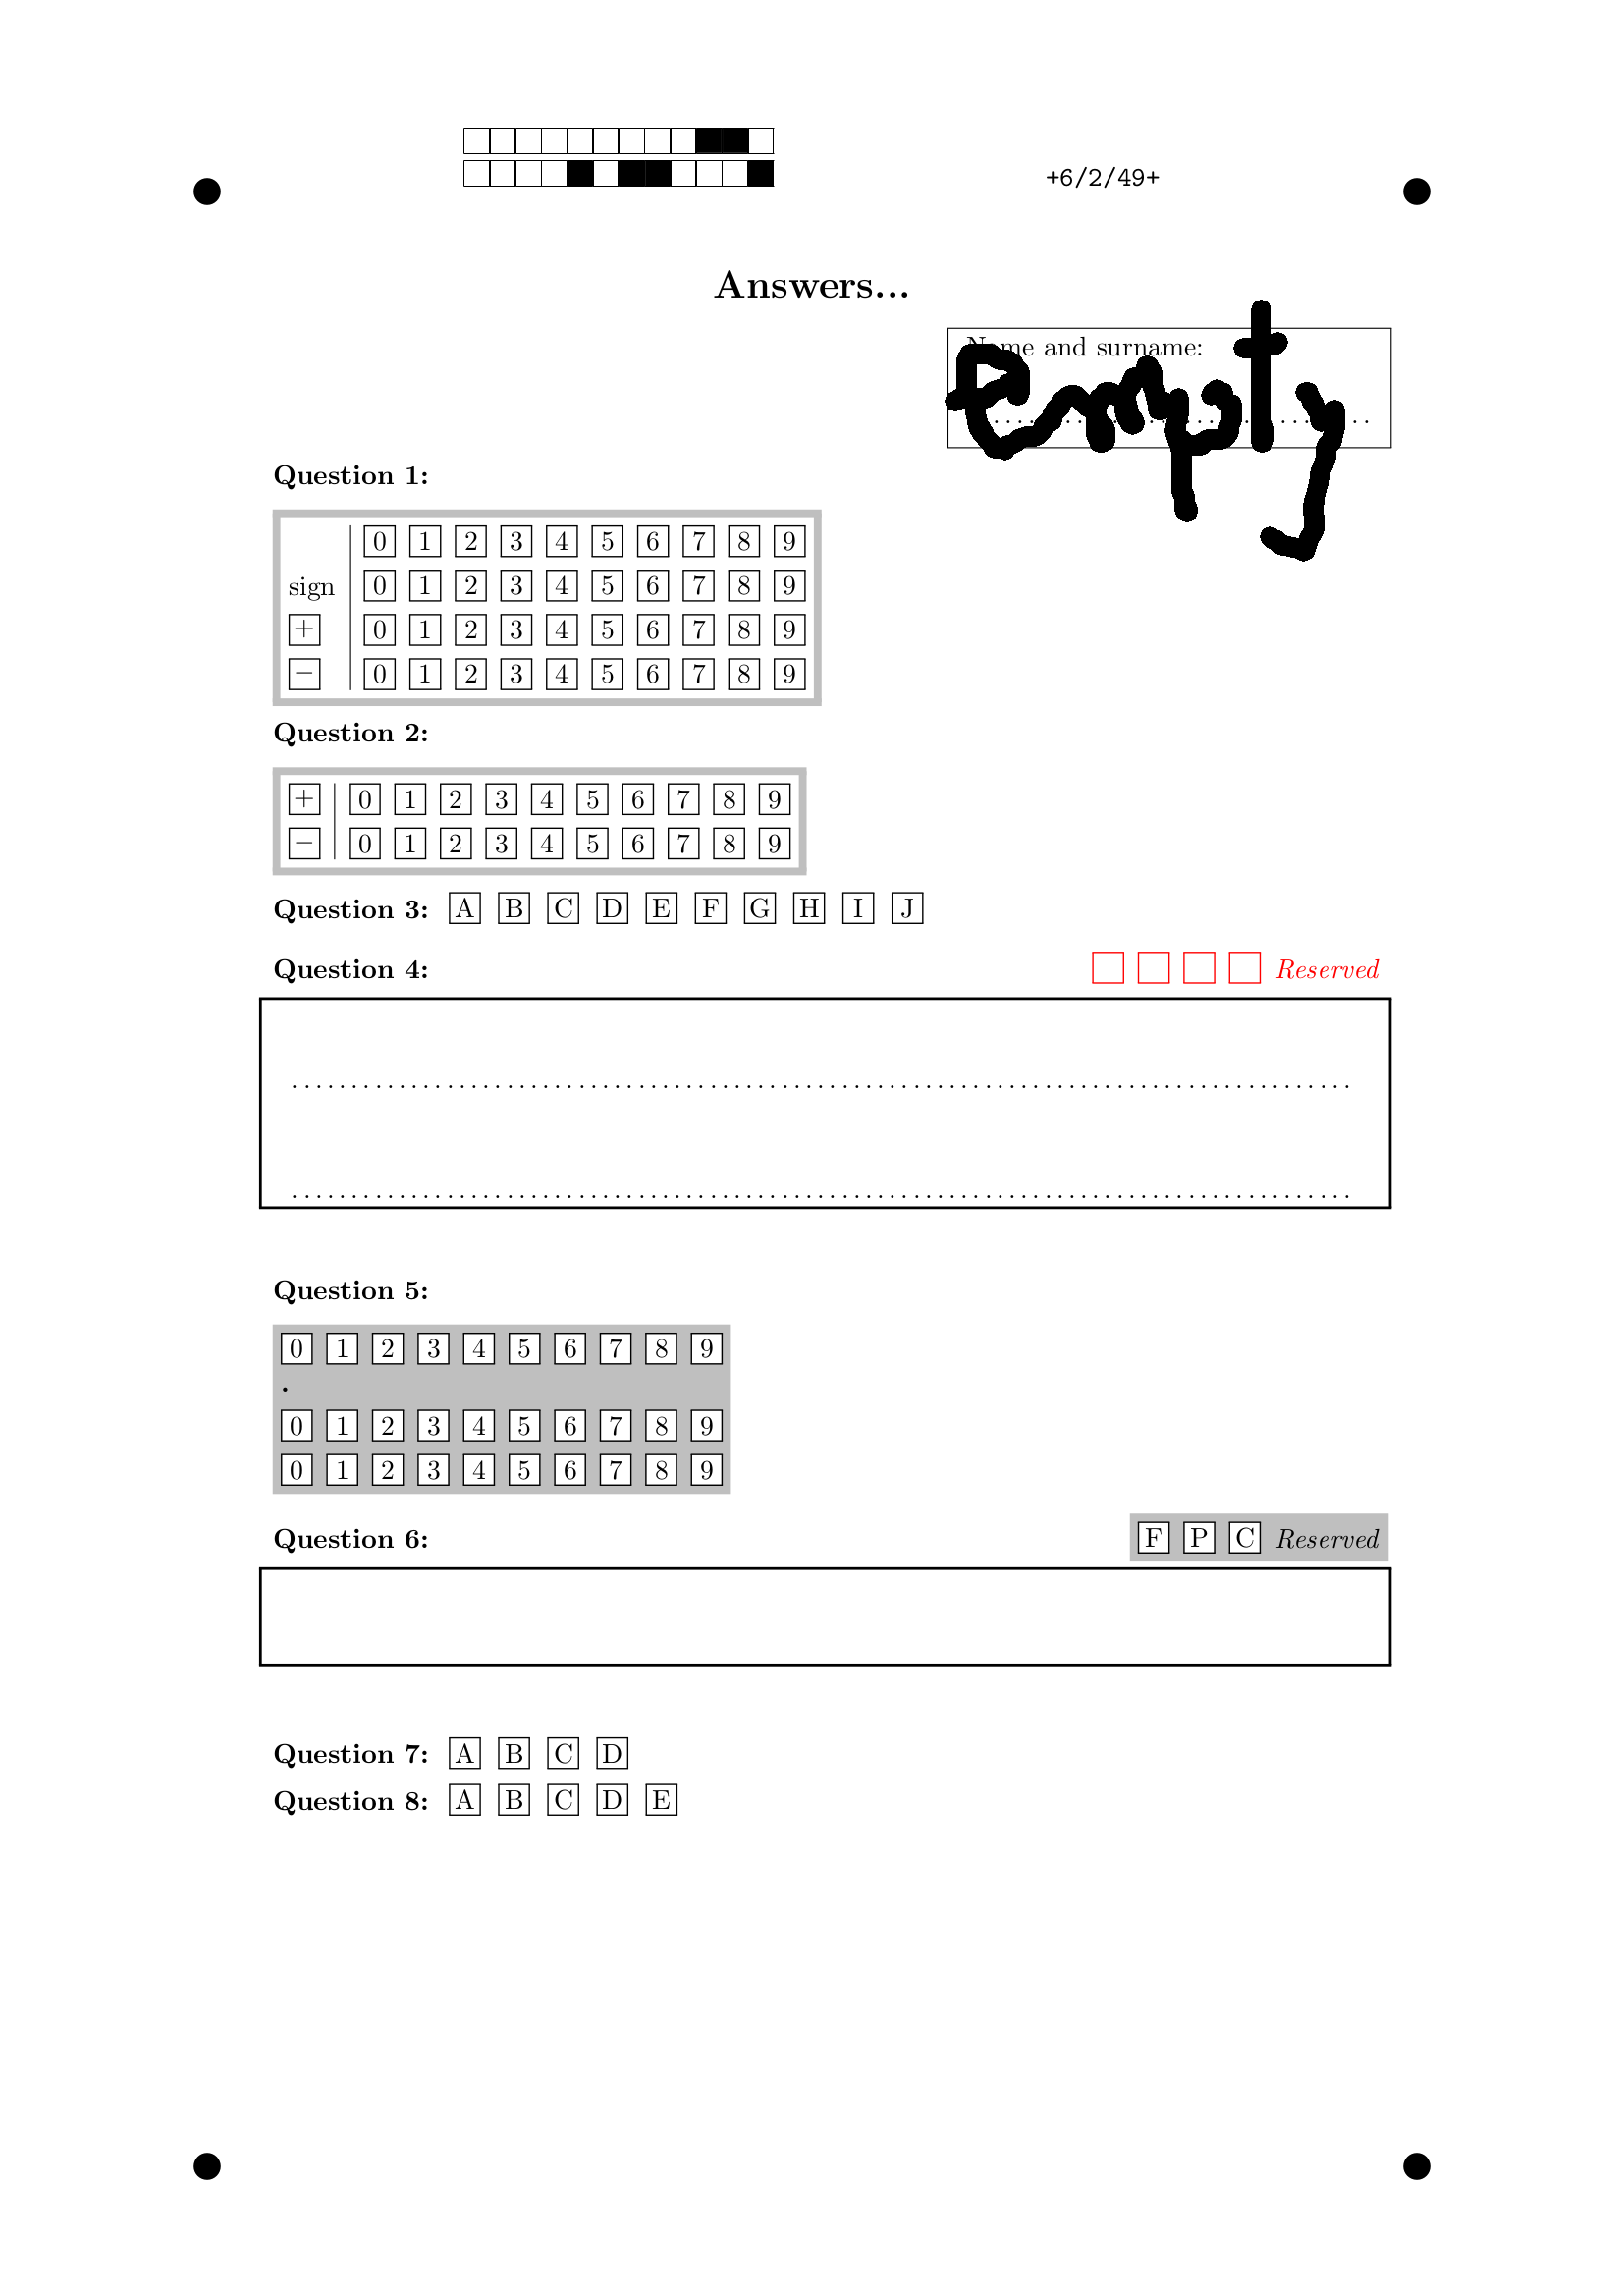 +6/2/49+
Answers...
Name and surname:
empty
Question 1:
0 1 2 3 4 5 6 7 8 9
sign 0 1 2 3 4 5 6 7 8 9
+ 0 1 2 3 4 5 6 7 8 9
− 0 1 2 3 4 5 6 7 8 9
Question 2:
+ 0 1 2 3 4 5 6 7 8 9
− 0 1 2 3 4 5 6 7 8 9
Question 3: A B C D E F G H I J
Question 4: Reserved
Question 5:
0 1 2 3 4 5 6 7 8 9
.
0 1 2 3 4 5 6 7 8 9
0 1 2 3 4 5 6 7 8 9
Question 6: F P C Reserved
Question 7: A B C D
Question 8: A B C D E